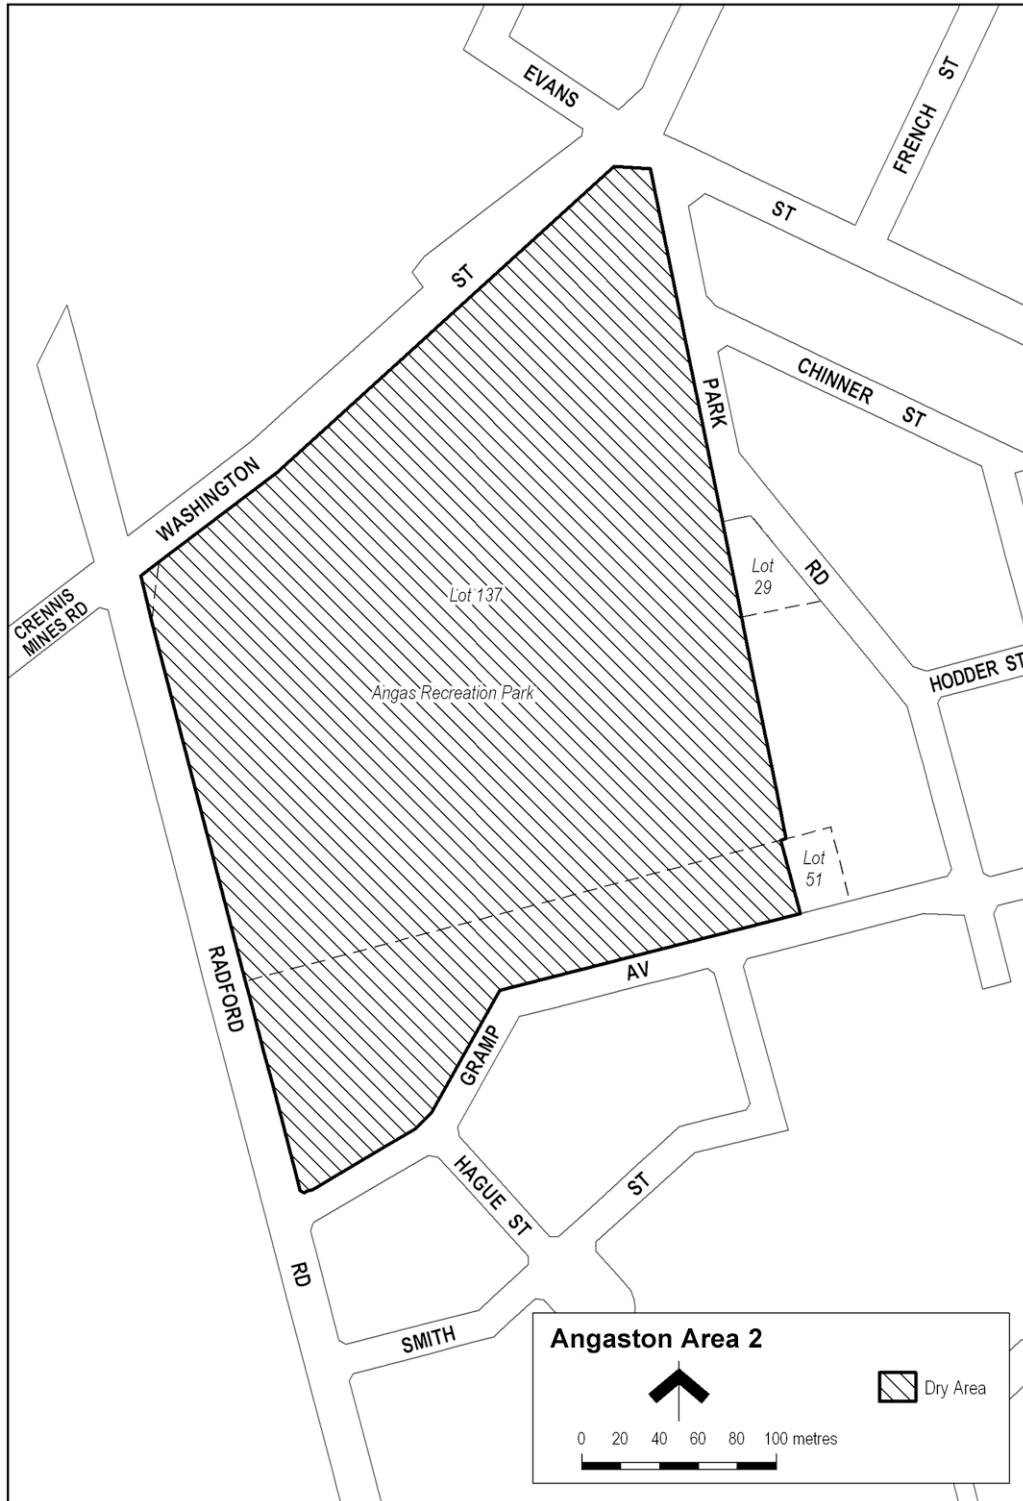 EVANS
ST
FRENCH ST
ST
CHINNER ST
PARK
WASHINGTON
CRENNIS
MINES RD
Lot 137
Lot
29
RD
HODDER ST
Angas Recreation Park
Lot
51
RADFORD
AV
GRAMP
HAGUE ST
ST
RD
SMITH
Angaston Area 2
Dry Area
0 20 40 60 80 100 metres